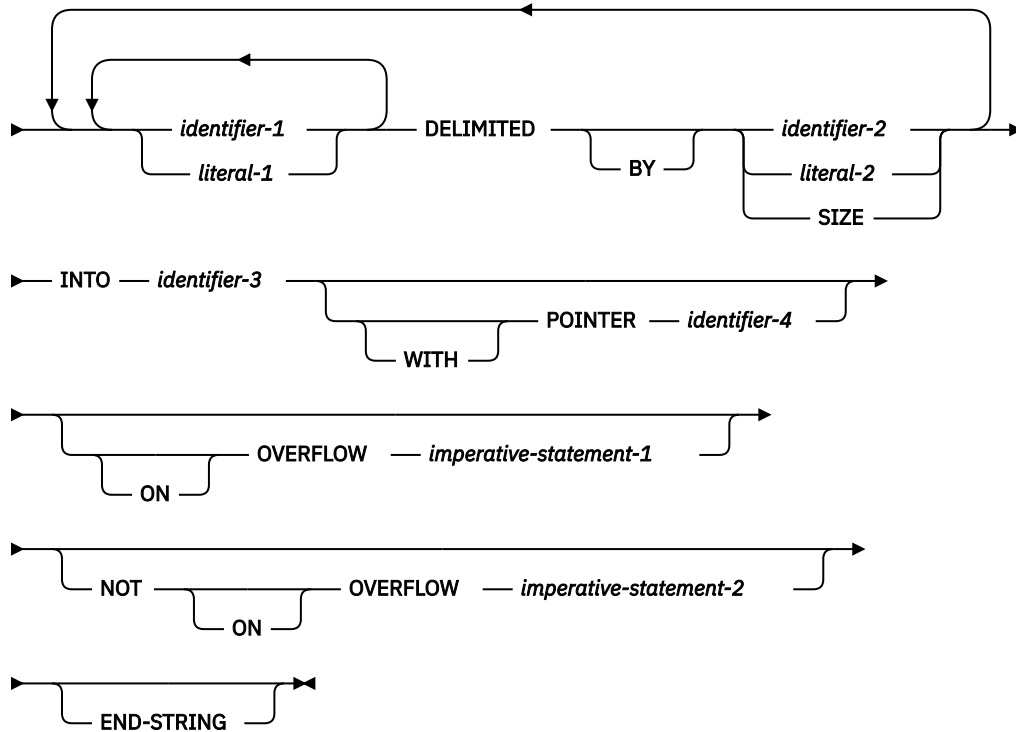 identifier-1 DELIMITED identifier-2
literal-1 BY literal-2
SIZE
INTO identifier-3
POINTER identifier-4
WITH
OVERFLOW imperative-statement-1
ON
NOT OVERFLOW imperative-statement-2
ON
END-STRING